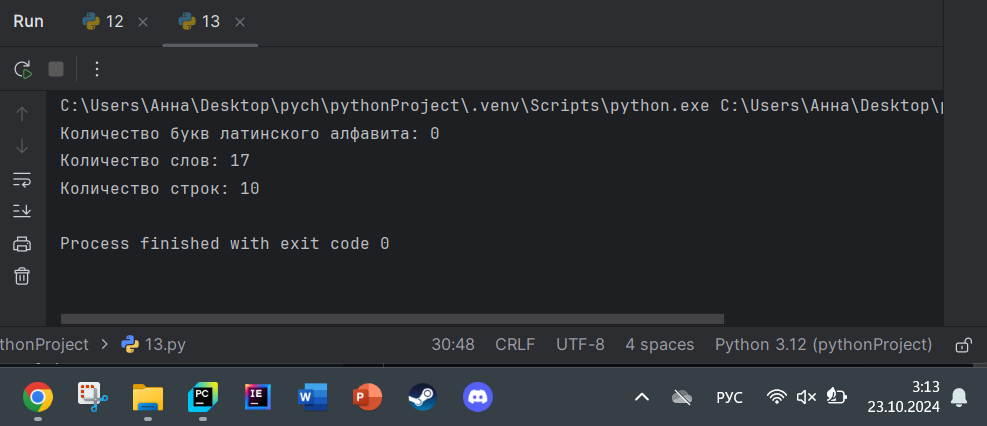 Run 12 13
C:\Users\Анна\Desktop\pych\pythonProject\.venv\Scripts\python.exe C:\Users\Анна\Desktop\
Количество букв латинского алфавита: 0
Количество слов: 17
Количество строк: 10
Process finished with exit code 0
thonProject 13.py 30:48 CRLF UTF-8 4 spaces Python 3.12 (pythonProject)
PC IE W P РУС 3:13
23.10.2024